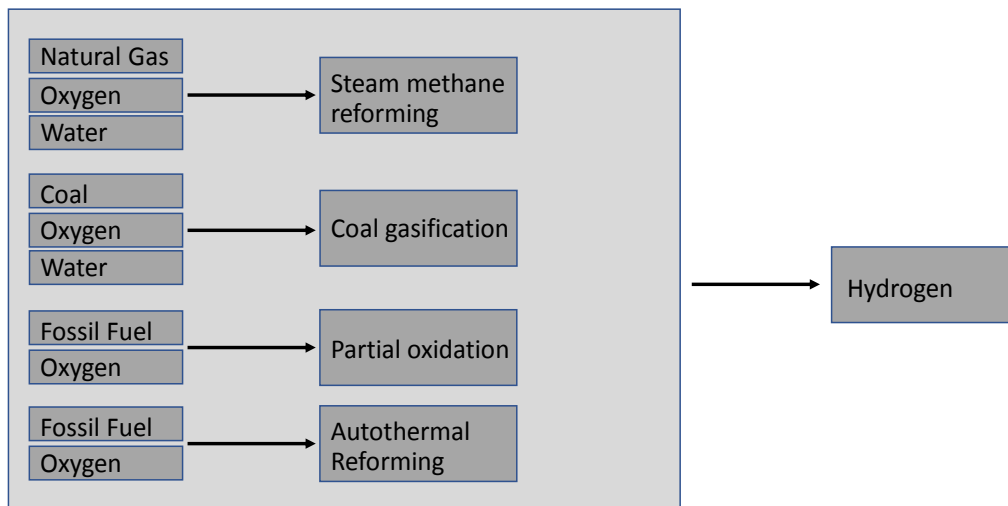 Natural Gas
Oxygen
Water
Steam methane
reforming
Coal
Oxygen
Water
Coal gasification
Fossil Fuel
Oxygen
Partial oxidation
Fossil Fuel
Oxygen
Autothermal
Reforming
Hydrogen